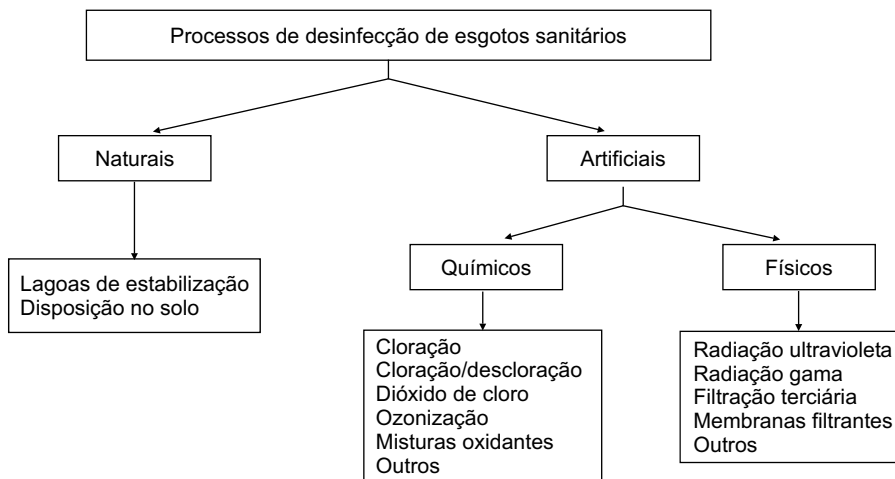 Processos de desinfecção de esgotos sanitários
Naturais
Artificiais
Lagoas de estabilização
Disposição no solo
Químicos
Físicos
Cloração
Cloração/descloração
Dióxido de cloro
Ozonização
Misturas oxidantes
Outros
Radiação ultravioleta
Radiação gama
Filtração terciária
Membranas filtrantes
Outros